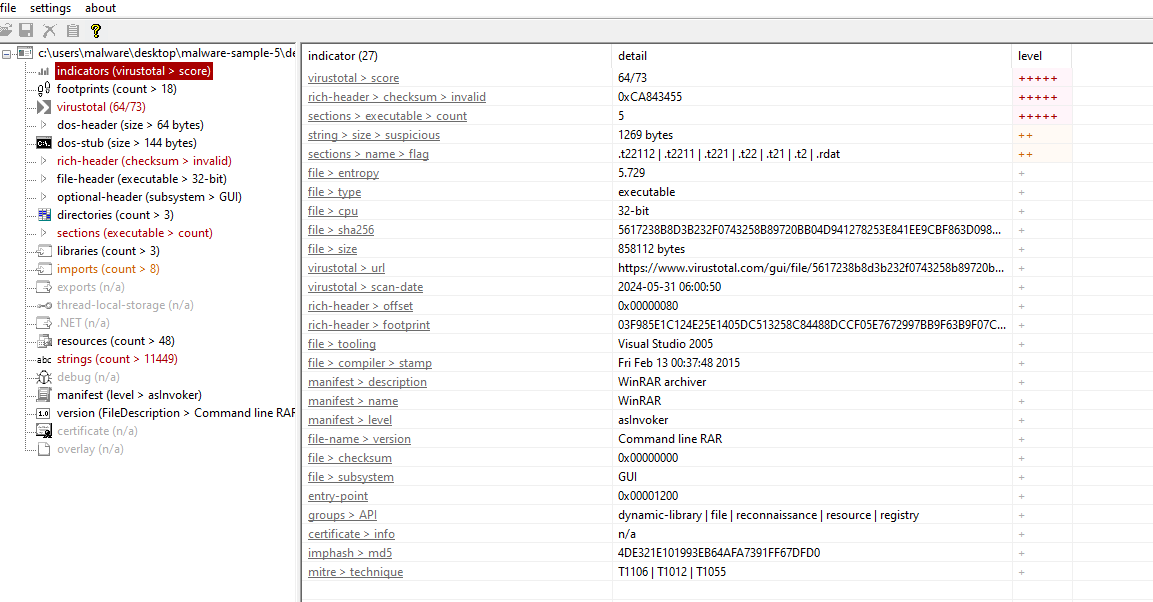 file settings about
c:\users\malware\desktop\malware-sample-5\de
indicators (virustotal > score)
footprints (count > 18)
virustotal (64/73)
dos-header (size > 64 bytes)
dos-stub (size > 144 bytes)
rich-header (checksum > invalid)
file-header (executable > 32-bit)
optional-header (subsystem > GUI)
directories (count > 3)
sections (executable > count)
libraries (count > 3)
imports (count > 8)
exports (n/a)
thread-local-storage (n/a)
.NET (n/a)
resources (count > 48)
abc strings (count > 11449)
debug (n/a)
manifest (level > asInvoker)
1.0 version (FileDescription > Command line RAR
certificate (n/a)
overlay (n/a)
indicator (27) detail level
virustotal > score 64/73 +++++
rich-header > checksum > invalid 0xCA843455 +++++
sections > executable > count 5 +++++
string > size > suspicious 1269 bytes ++
sections > name > flag .t22112 | .t2211 | .t221 | .t22 | .t21 | .t2 | .rdat ++
file > entropy 5.729 +
file > type executable +
file > cpu 32-bit +
file > sha256 5617238B8D3B232F0743258B89720BB04D941278253E841EE9CBF863D098... +
file > size 858112 bytes +
virustotal > url https://www.virustotal.com/gui/file/5617238b8d3b232f0743258b89720b... +
virustotal > scan-date 2024-05-31 06:00:50 +
rich-header > offset 0x00000080 +
rich-header > footprint 03F985E1C124E25E1405DC513258C84488DCCF05E7672997BB9F63B9F07C... +
file > tooling Visual Studio 2005 +
file > compiler > stamp Fri Feb 13 00:37:48 2015 +
manifest > description WinRAR archiver +
manifest > name WinRAR +
manifest > level asInvoker +
file-name > version Command line RAR +
file > checksum 0x00000000 +
file > subsystem GUI +
entry-point 0x00001200 +
groups > API dynamic-library | file | reconnaissance | resource | registry +
certificate > info n/a +
imphash > md5 4DE321E101993EB64AFA7391FF67DFD0 +
mitre > technique T1106 | T1012 | T1055 +